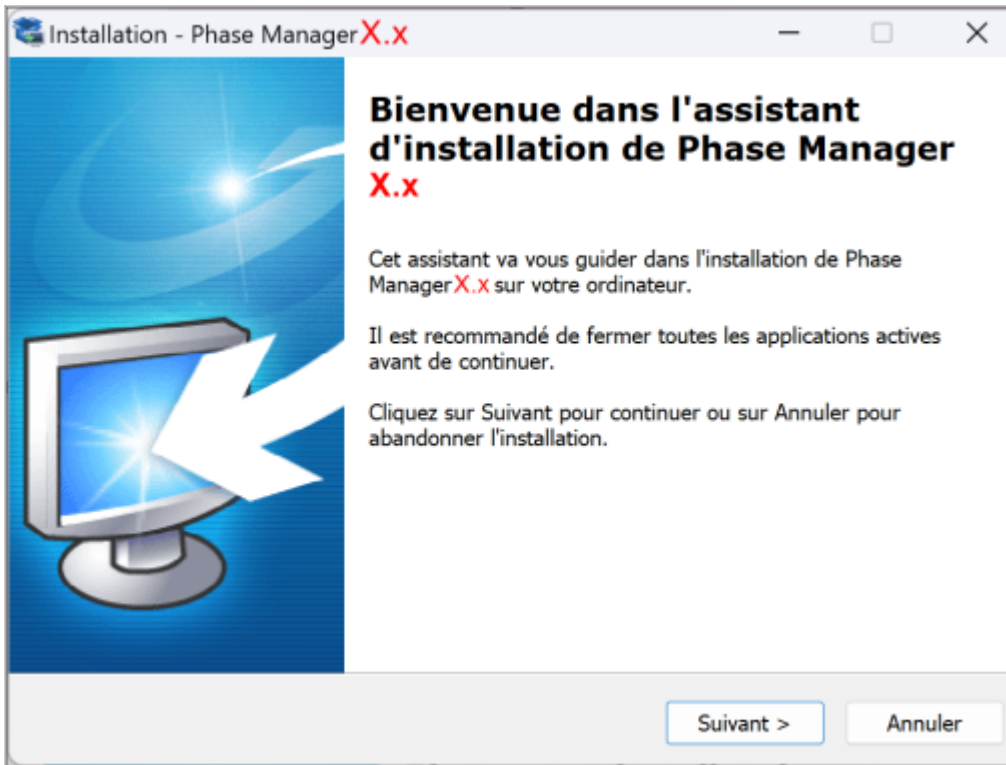 Installation - Phase Manager X.x
Bienvenue dans l'assistant
d'installation de Phase Manager
X.x
Cet assistant va vous guider dans l'installation de Phase
Manager X.x sur votre ordinateur.
Il est recommandé de fermer toutes les applications actives
avant de continuer.
Cliquez sur Suivant pour continuer ou sur Annuler pour
abandonner l'installation.
Suivant >
Annuler